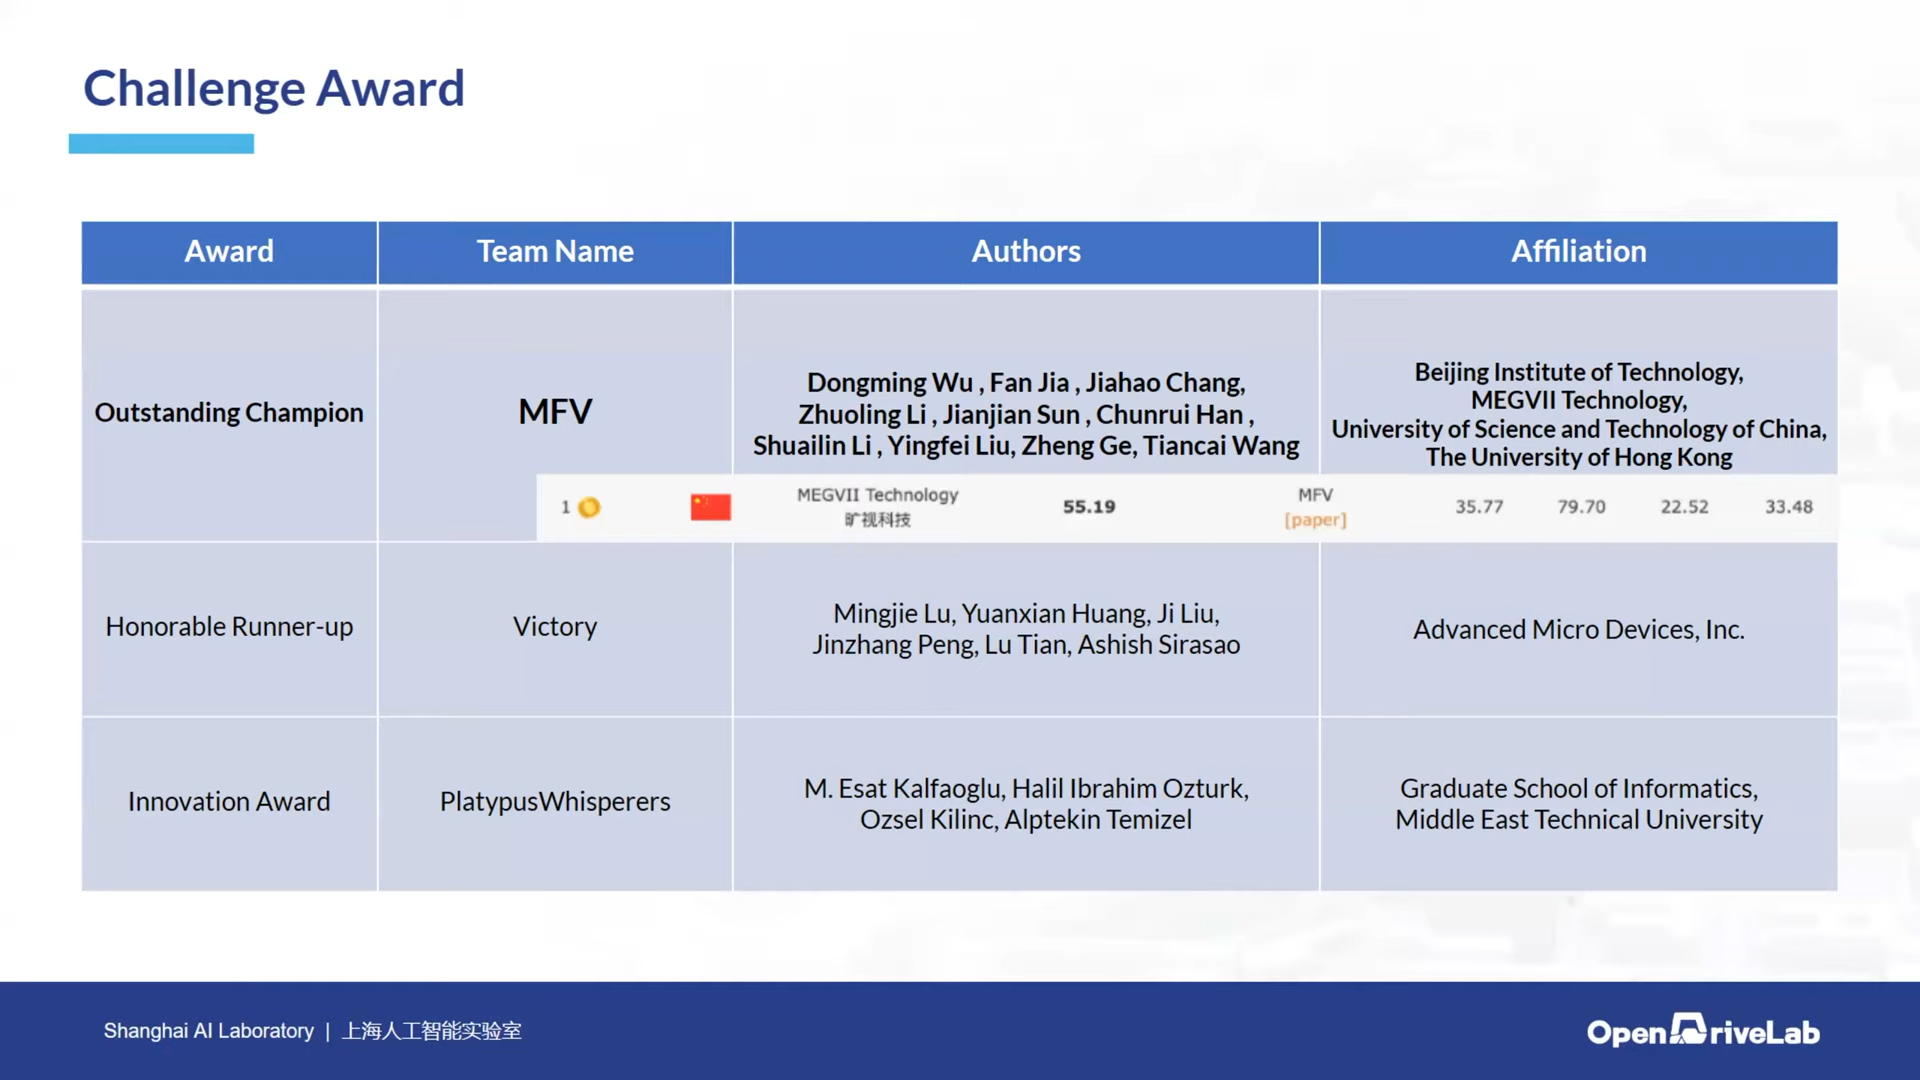 Challenge Award
Award
Team Name
Authors
Affiliation
Outstanding Champion
MFV
Dongming Wu , Fan Jia , Jiahao Chang,
Zhuoling Li , Jianjian Sun , Chunrui Han ,
Shuailin Li , Yingfei Liu, Zheng Ge, Tiancai Wang
Beijing Institute of Technology,
MEGVII Technology,
University of Science and Technology of China,
The University of Hong Kong
1
MEGVII Technology
旷视科技
55.19
MFV
[paper]
35.77
79.70
22.52
33.48
Honorable Runner-up
Victory
Mingjie Lu, Yuanxian Huang, Ji Liu,
Jinzhang Peng, Lu Tian, Ashish Sirasao
Advanced Micro Devices, Inc.
Innovation Award
PlatypusWhisperers
M. Esat Kalfaoglu, Halil Ibrahim Ozturk,
Ozsel Kilinc, Alptekin Temizel
Graduate School of Informatics,
Middle East Technical University
Shanghai AI Laboratory | 上海人工智能实验室
OpenDriveLab